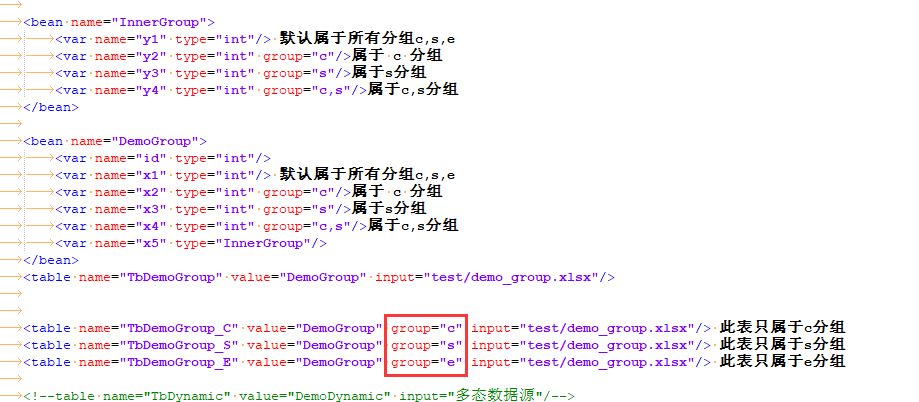 <bean name="InnerGroup">
<var name="y1" type="int"/> 默认属于所有分组c,s,e
<var name="y2" type="int" group="c"/>属于 c 分组
<var name="y3" type="int" group="s"/>属于s分组
<var name="y4" type="int" group="c,s"/>属于c,s分组
</bean>
<bean name="DemoGroup">
<var name="id" type="int"/>
<var name="x1" type="int"/> 默认属于所有分组c,s,e
<var name="x2" type="int" group="c"/>属于 c 分组
<var name="x3" type="int" group="s"/>属于s分组
<var name="x4" type="int" group="c,s"/>属于c,s分组
<var name="x5" type="InnerGroup"/>
</bean>
<table name="TbDemoGroup" value="DemoGroup" input="test/demo_group.xlsx"/>
<table name="TbDemoGroup_C" value="DemoGroup" group="c" input="test/demo_group.xlsx"/> 此表只属于c分组
<table name="TbDemoGroup_S" value="DemoGroup" group="s" input="test/demo_group.xlsx"/> 此表只属于s分组
<table name="TbDemoGroup_E" value="DemoGroup" group="e" input="test/demo_group.xlsx"/> 此表只属于e分组
<!--table name="TbDynamic" value="DemoDynamic" input="多态数据源"/-->